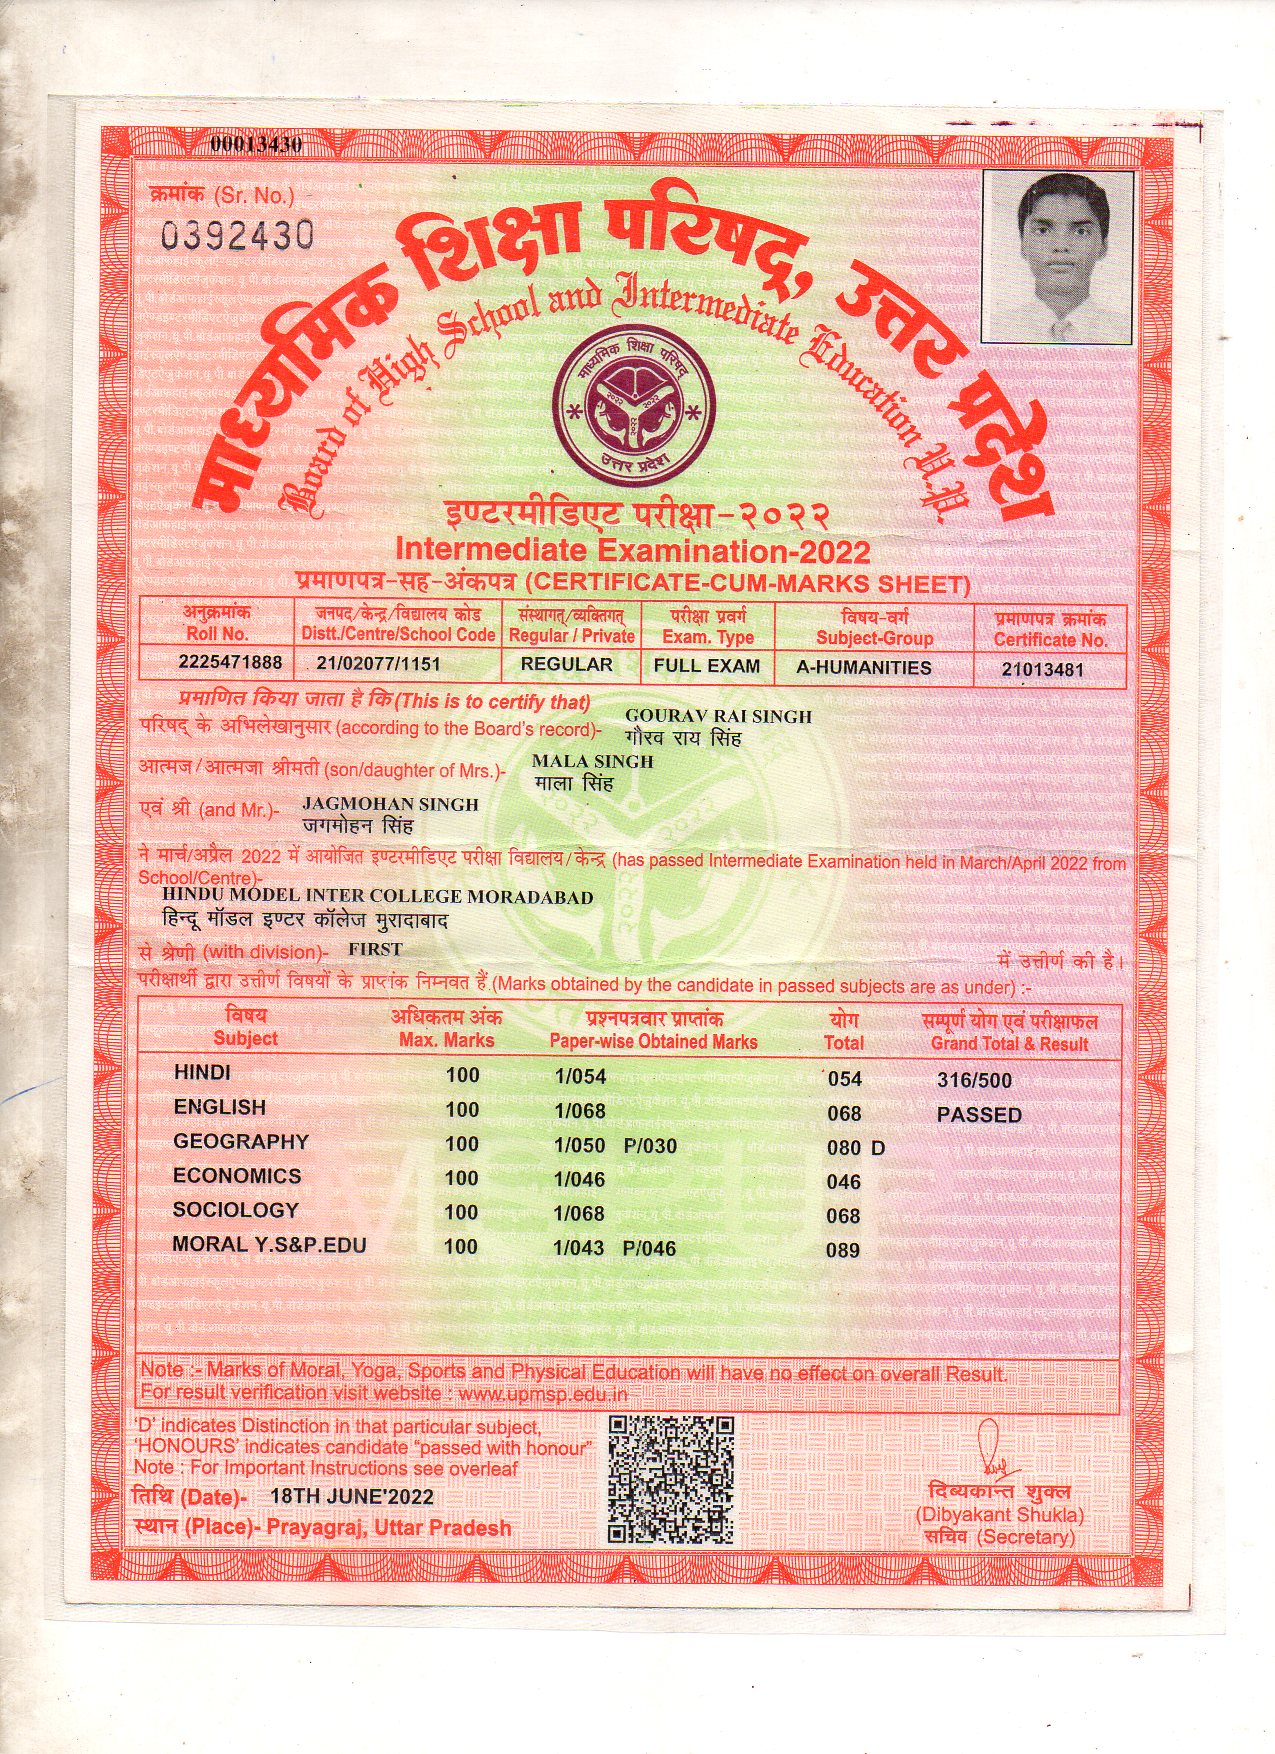 00013430
क्रमांक (Sr. No.)
0392430
माध्यमिक शिक्षा परिषद्, उत्तर प्रदेश
Board of High School and Intermediate Education U.P.
माध्यमिक शिक्षा परिषद्
२०२२ २०२२ २०२२
उत्तर प्रदेश
इण्टरमीडिएट परीक्षा-२०२२
Intermediate Examination-2022
प्रमाणपत्र-सह-अंकपत्र (CERTIFICATE-CUM-MARKS SHEET)
अनुक्रमांक जनपद/केन्द्र/विद्यालय कोड संस्थागत्/व्यक्तिगत् परीक्षा प्रवर्ग विषय-वर्ग प्रमाणपत्र क्रमांक
Roll No. Distt./Centre/School Code Regular / Private Exam. Type Subject-Group Certificate No.
2225471888 21/02077/1151 REGULAR FULL EXAM A-HUMANITIES 21013481
प्रमाणित किया जाता है कि (This is to certify that)
परिषद् के अभिलेखानुसार (according to the Board's record)- GOURAV RAI SINGH
गौरव राय सिंह
आत्मज/आत्मजा श्रीमती (son/daughter of Mrs.)- MALA SINGH
माला सिंह
एवं श्री (and Mr.)- JAGMOHAN SINGH
जगमोहन सिंह
ने मार्च/अप्रैल 2022 में आयोजित इण्टरमीडिएट परीक्षा विद्यालय/केन्द्र (has passed Intermediate Examination held in March/April 2022 from
School/Centre)-
HINDU MODEL INTER COLLEGE MORADABAD
हिन्दू मॉडल इण्टर कॉलेज मुरादाबाद
से श्रेणी (with division)- FIRST में उत्तीर्ण की है।
परीक्षार्थी द्वारा उत्तीर्ण विषयों के प्राप्तांक निम्नवत हैं (Marks obtained by the candidate in passed subjects are as under) :-
विषय अधिकतम अंक प्रश्नपत्रवार प्राप्तांक योग सम्पूर्ण योग एवं परीक्षाफल
Subject Max. Marks Paper-wise Obtained Marks Total Grand Total & Result
HINDI 100 1/054 054 316/500
ENGLISH 100 1/068 068 PASSED
GEOGRAPHY 100 1/050 P/030 080 D
ECONOMICS 100 1/046 046
SOCIOLOGY 100 1/068 068
MORAL Y.S&P.EDU 100 1/043 P/046 089
Note :- Marks of Moral, Yoga, Sports and Physical Education will have no effect on overall Result.
For result verification visit website : www.upmsp.edu.in
'D' indicates Distinction in that particular subject,
'HONOURS' indicates candidate "passed with honour"
Note : For Important Instructions see overleaf
तिथि (Date)- 18TH JUNE'2022
स्थान (Place)- Prayagraj, Uttar Pradesh
दिव्यकान्त शुक्ल
(Dibyakant Shukla)
सचिव (Secretary)